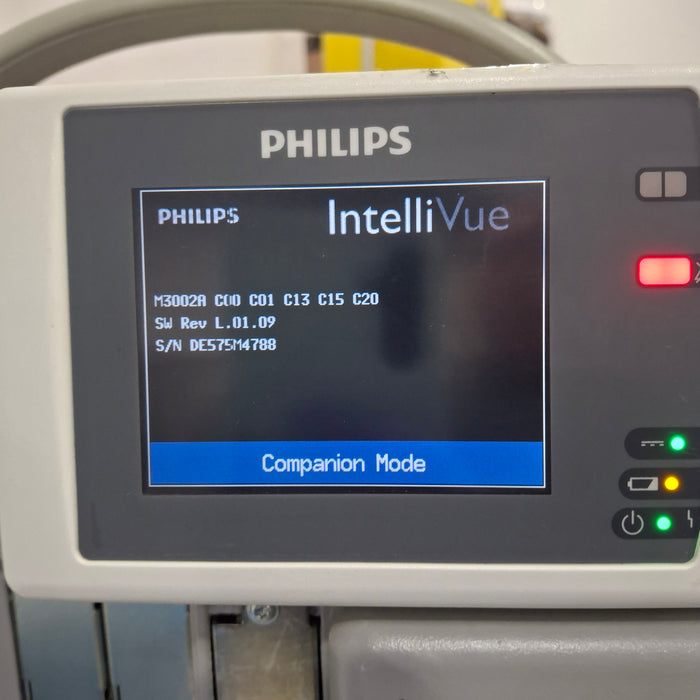 PHILIPS
PHILIPS IntelliVue
M3002A C00 C01 C13 C15 C20
SW Rev L.01.09
S/N DE575M4788
Companion Mode